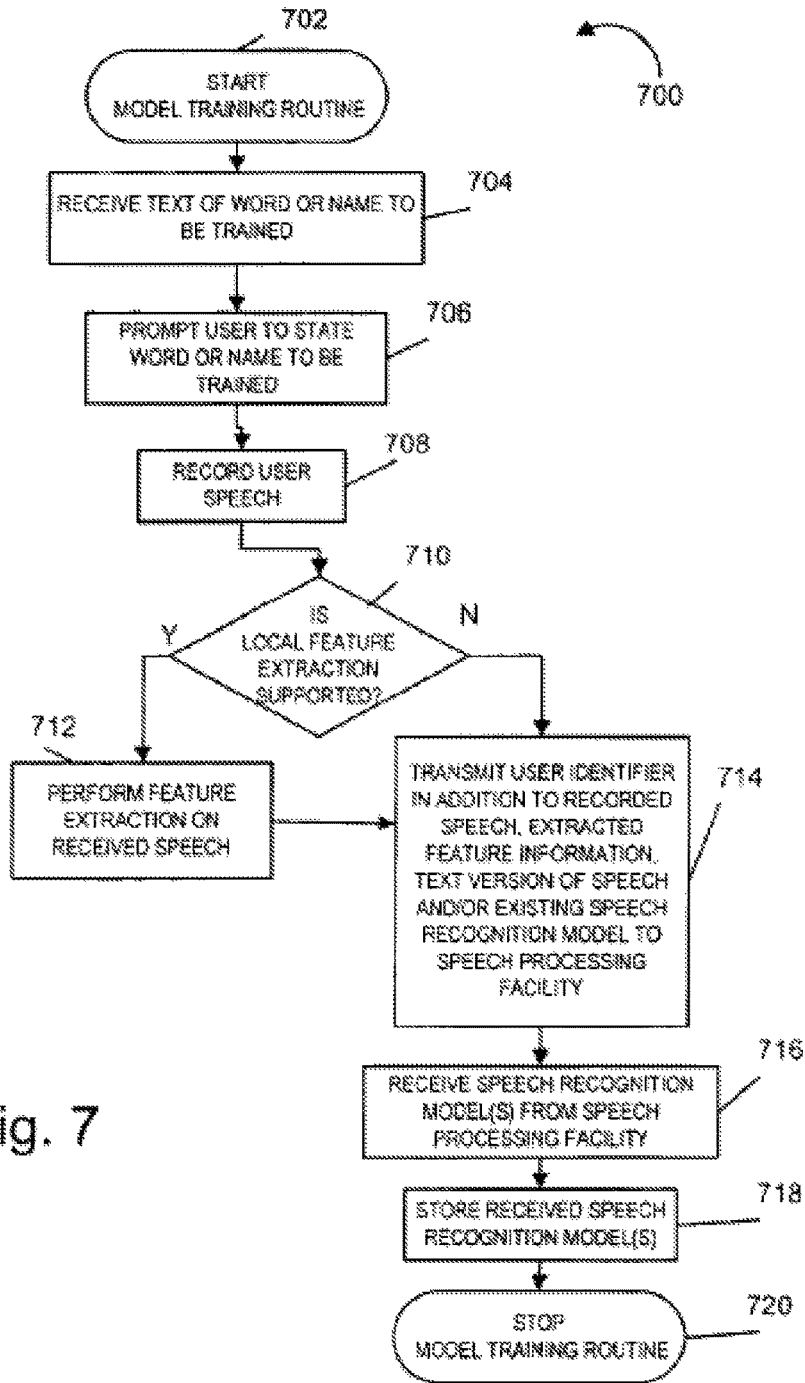 702
START
MODEL TRAINING ROUTINE
700
704
RECEIVE TEXT OF WORD OR NAME TO
BE TRAINED
706
PROMPT USER TO STATE
WORD OR NAME TO BE
TRAINED
708
RECORD USER
SPEECH
710
Y
IS
LOCAL FEATURE
EXTRACTION
SUPPORTED?
N
712
PERFORM FEATURE
EXTRACTION ON
RECEIVED SPEECH
714
TRANSMIT USER IDENTIFIER
IN ADDITION TO RECORDED
SPEECH, EXTRACTED
FEATURE INFORMATION,
TEXT VERSION OF SPEECH
AND/OR EXISTING SPEECH
RECOGNITION MODEL TO
SPEECH PROCESSING
FACILITY
716
RECEIVE SPEECH RECOGNITION
MODEL(S) FROM SPEECH
PROCESSING FACILITY
ig. 7
718
STORE RECEIVED SPEECH
RECOGNITION MODEL(S)
720
STOP
MODEL TRAINING ROUTINE